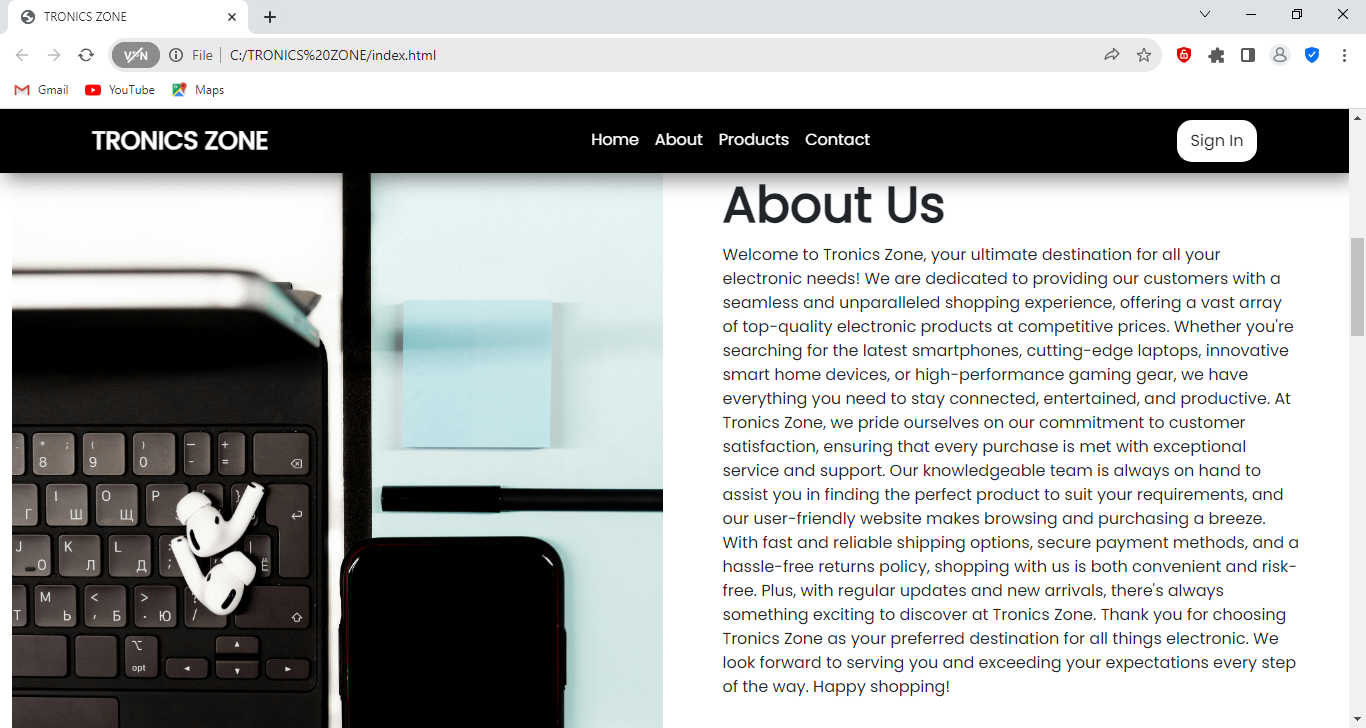 TRONICS ZONE
File C:/TRONICS%20ZONE/index.html
VPN
Gmail YouTube Maps
TRONICS ZONE
Home About Products Contact
Sign In
About Us
Welcome to Tronics Zone, your ultimate destination for all your
electronic needs! We are dedicated to providing our customers with a
seamless and unparalleled shopping experience, offering a vast array
of top-quality electronic products at competitive prices. Whether you're
searching for the latest smartphones, cutting-edge laptops, innovative
smart home devices, or high-performance gaming gear, we have
everything you need to stay connected, entertained, and productive. At
Tronics Zone, we pride ourselves on our commitment to customer
satisfaction, ensuring that every purchase is met with exceptional
service and support. Our knowledgeable team is always on hand to
assist you in finding the perfect product to suit your requirements, and
our user-friendly website makes browsing and purchasing a breeze.
With fast and reliable shipping options, secure payment methods, and a
hassle-free returns policy, shopping with us is both convenient and risk-
free. Plus, with regular updates and new arrivals, there's always
something exciting to discover at Tronics Zone. Thank you for choosing
Tronics Zone as your preferred destination for all things electronic. We
look forward to serving you and exceeding your expectations every step
of the way. Happy shopping!
* ; ( ) — +
8 9 0 - =
Г I Ш O Щ P }
J О K Л L Д : ; Ё
Т M Ь < , Б > . Ю /
opt